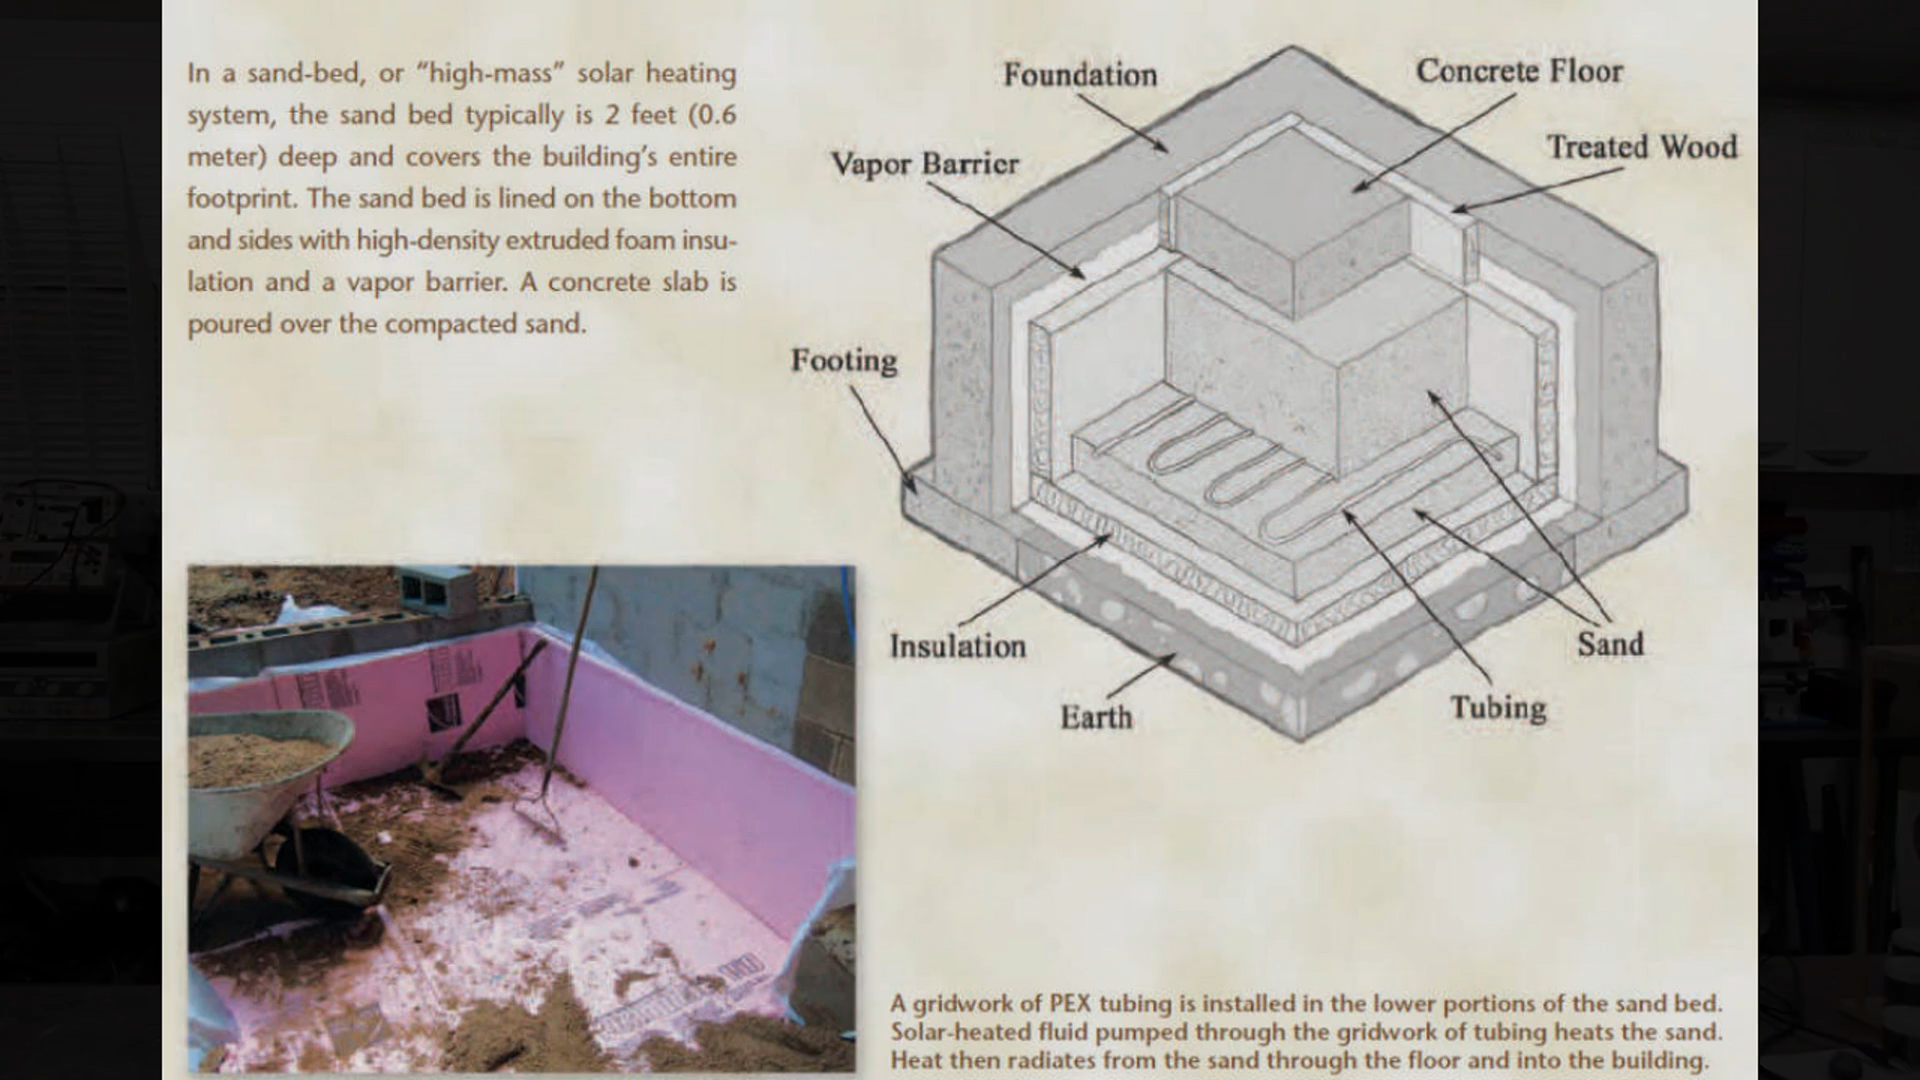 In a sand-bed, or “high-mass” solar heating
system, the sand bed typically is 2 feet (0.6
meter) deep and covers the building’s entire
footprint. The sand bed is lined on the bottom
and sides with high-density extruded foam insu-
lation and a vapor barrier. A concrete slab is
poured over the compacted sand.
Foundation
Concrete Floor
Treated Wood
Vapor Barrier
Footing
Insulation
Sand
Earth
Tubing
A gridwork of PEX tubing is installed in the lower portions of the sand bed.
Solar-heated fluid pumped through the gridwork of tubing heats the sand.
Heat then radiates from the sand through the floor and into the building.